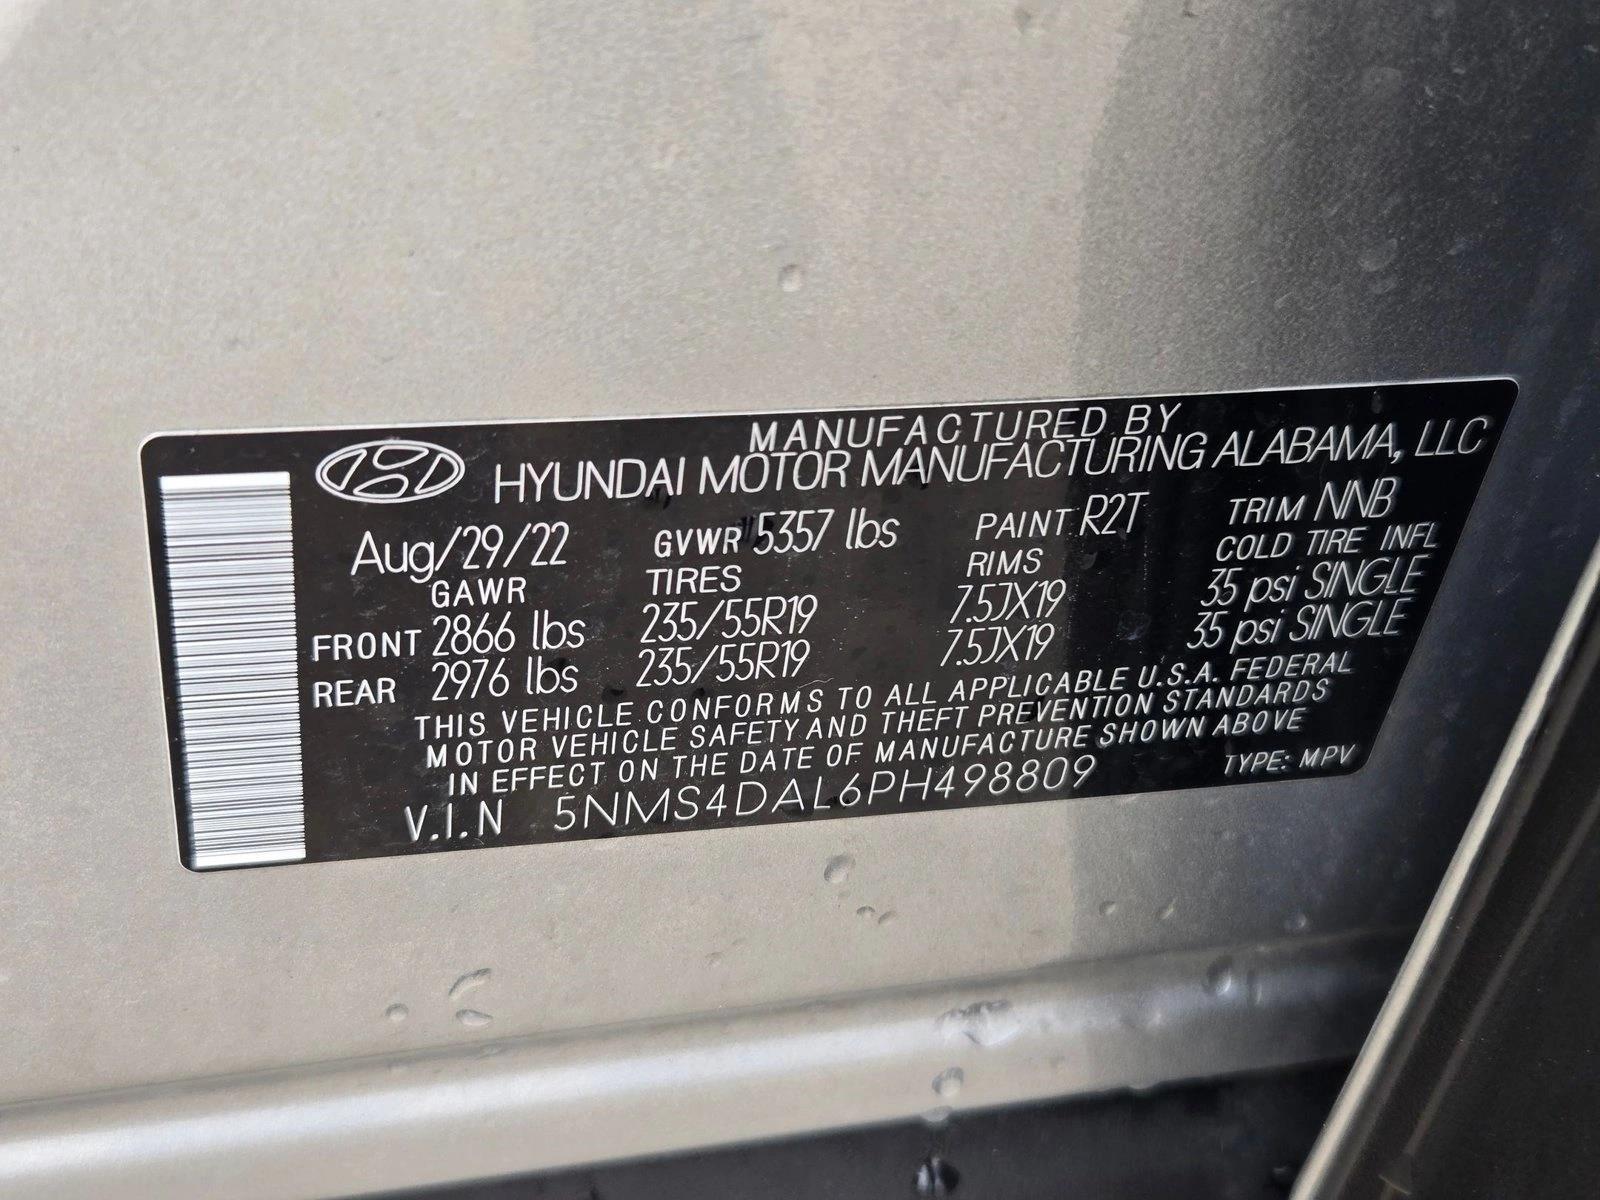 MANUFACTURED BY
HYUNDAI MOTOR MANUFACTURING ALABAMA, LLC
Aug/29/22 GVWR 5357 lbs PAINT R2T TRIM NNB
GAWR TIRES RIMS COLD TIRE INFL
FRONT 2866 lbs 235/55R19 7.5JX19 35 psi SINGLE
REAR 2976 lbs 235/55R19 7.5JX19 35 psi SINGLE
THIS VEHICLE CONFORMS TO ALL APPLICABLE U.S.A. FEDERAL
MOTOR VEHICLE SAFETY AND THEFT PREVENTION STANDARDS
IN EFFECT ON THE DATE OF MANUFACTURE SHOWN ABOVE
V.I.N 5NMS4DAL6PH498809 TYPE: MPV